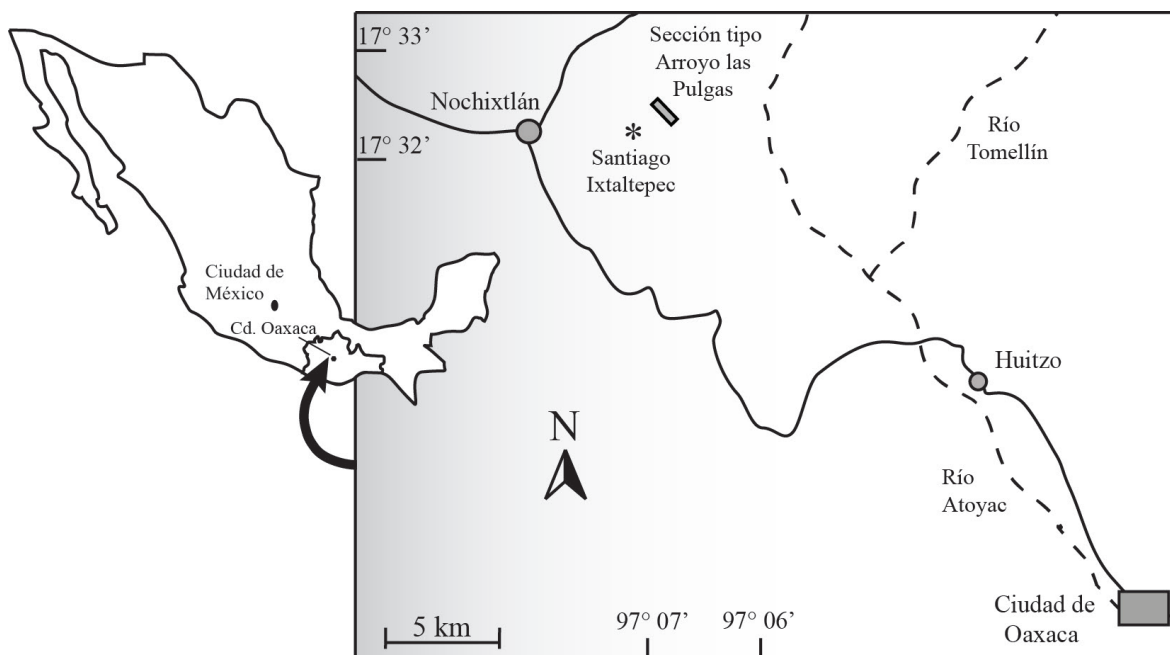 17° 33’
17° 32’
Nochixtlán
Sección tipo
Arroyo las
Pulgas
*
Santiago
Ixtaltepec
Río
Tomellín
Ciudad de
México
Cd. Oaxaca
Huitzo
N
Río
Atoyac
5 km
97° 07’
97° 06’
Ciudad de
Oaxaca